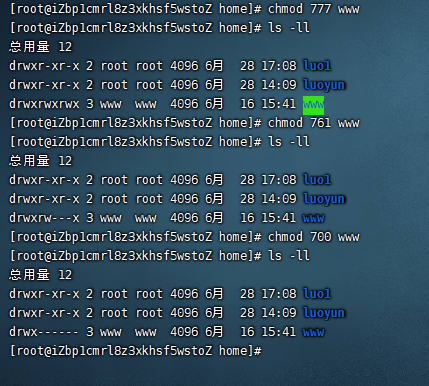 [root@iZbp1cmrl8z3xkhsf5wstoZ home]# chmod 777 www
[root@iZbp1cmrl8z3xkhsf5wstoZ home]# ls -ll
总用量 12
drwxr-xr-x 2 root root 4096 6月  28 17:08 luo1
drwxr-xr-x 2 root root 4096 6月  28 14:09 luoyun
drwxrwxrwx 3 www  www  4096 6月  16 15:41 www
[root@iZbp1cmrl8z3xkhsf5wstoZ home]# chmod 761 www
[root@iZbp1cmrl8z3xkhsf5wstoZ home]# ls -ll
总用量 12
drwxr-xr-x 2 root root 4096 6月  28 17:08 luo1
drwxr-xr-x 2 root root 4096 6月  28 14:09 luoyun
drwxrw---x 3 www  www  4096 6月  16 15:41 www
[root@iZbp1cmrl8z3xkhsf5wstoZ home]# chmod 700 www
[root@iZbp1cmrl8z3xkhsf5wstoZ home]# ls -ll
总用量 12
drwxr-xr-x 2 root root 4096 6月  28 17:08 luo1
drwxr-xr-x 2 root root 4096 6月  28 14:09 luoyun
drwx------ 3 www  www  4096 6月  16 15:41 www
[root@iZbp1cmrl8z3xkhsf5wstoZ home]#